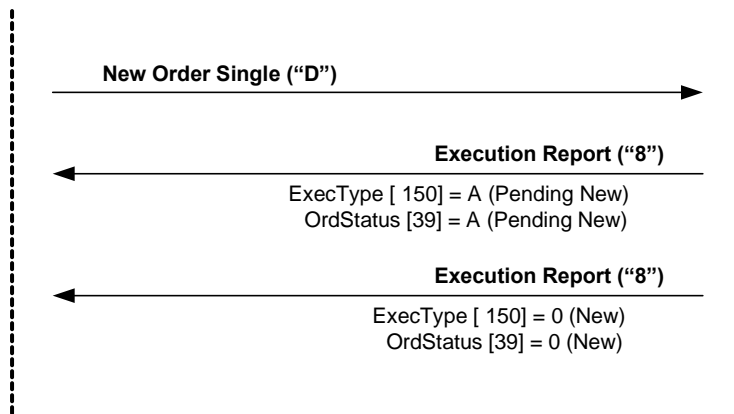 New Order Single (“D”)
Execution Report (“8”)
ExecType [ 150] = A (Pending New)
OrdStatus [39] = A (Pending New)
Execution Report (“8”)
ExecType [ 150] = 0 (New)
OrdStatus [39] = 0 (New)